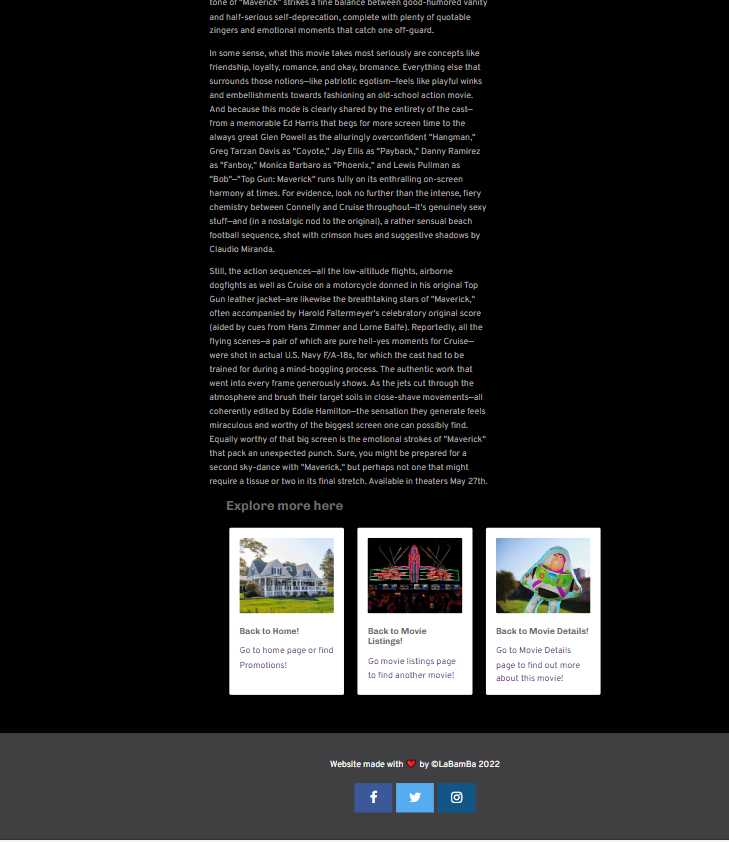 tone of "Maverick" strikes a fine balance between good-humored vanity
and half-serious self-deprecation, complete with plenty of quotable
zingers and emotional moments that catch one off-guard.
In some sense, what this movie takes most seriously are concepts like
friendship, loyalty, romance, and okay, bromance. Everything else that
surrounds those notions—like patriotic egotism—feels like playful winks
and embellishments towards fashioning an old-school action movie.
And because this mode is clearly shared by the entirety of the cast—
from a memorable Ed Harris that begs for more screen time to the
always great Glen Powell as the alluringly overconfident "Hangman,"
Greg Tarzan Davis as "Coyote," Jay Ellis as "Payback," Danny Ramirez
as "Fanboy," Monica Barbaro as "Phoenix," and Lewis Pullman as
"Bob"—"Top Gun: Maverick" runs fully on its enthralling on-screen
harmony at times. For evidence, look no further than the intense, fiery
chemistry between Connelly and Cruise throughout—it's genuinely sexy
stuff—and (in a nostalgic nod to the original), a rather sensual beach
football sequence, shot with crimson hues and suggestive shadows by
Claudio Miranda.
Still, the action sequences—all the low-altitude flights, airborne
dogfights as well as Cruise on a motorcycle donned in his original Top
Gun leather jacket—are likewise the breathtaking stars of "Maverick,"
often accompanied by Harold Faltermeyer's celebratory original score
(aided by cues from Hans Zimmer and Lorne Balfe). Reportedly, all the
flying scenes—a pair of which are pure hell-yes moments for Cruise—
were shot in actual U.S. Navy F/A-18s, for which the cast had to be
trained for during a mind-boggling process. The authentic work that
went into every frame generously shows. As the jets cut through the
atmosphere and brush their target soils in close-shave movements—all
coherently edited by Eddie Hamilton—the sensation they generate feels
miraculous and worthy of the biggest screen one can possibly find.
Equally worthy of that big screen is the emotional strokes of "Maverick"
that pack an unexpected punch. Sure, you might be prepared for a
second sky-dance with "Maverick," but perhaps not one that might
require a tissue or two in its final stretch. Available in theaters May 27th.
Explore more here
Back to Home!
Go to home page or find
Promotions!
Back to Movie
Listings!
Go movie listings page
to find another movie!
Back to Movie Details!
Go to Movie Details
page to find out more
about this movie!
Website made with ❤ by ©LaBamBa 2022